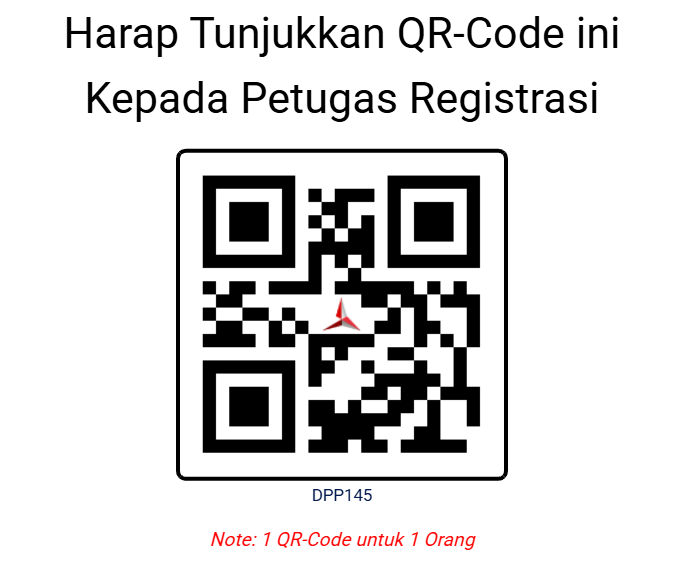 Harap Tunjukkan QR-Code ini
Kepada Petugas Registrasi
DPP145
Note: 1 QR-Code untuk 1 Orang